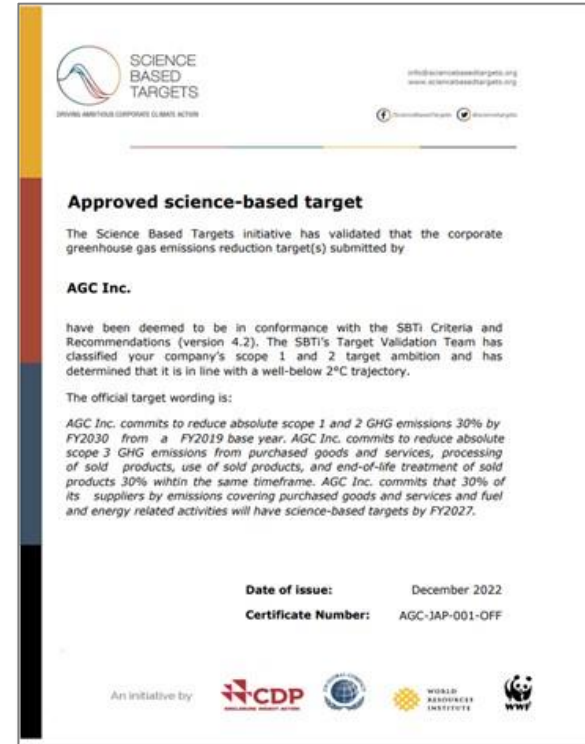 SCIENCE
BASED
TARGETS
DRIVING AMBITIOUS CORPORATE CLIMATE ACTION
info@sciencebasedtargets.org
www.sciencebasedtargets.org
/ScienceBasedTargets @sciencetargets
Approved science-based target
The Science Based Targets initiative has validated that the corporate
greenhouse gas emissions reduction target(s) submitted by
AGC Inc.
have been deemed to be in conformance with the SBTi Criteria and
Recommendations (version 4.2). The SBTi's Target Validation Team has
classified your company's scope 1 and 2 target ambition and has
determined that it is in line with a well-below 2°C trajectory.
The official target wording is:
AGC Inc. commits to reduce absolute scope 1 and 2 GHG emissions 30% by
FY2030 from a FY2019 base year. AGC Inc. commits to reduce absolute
scope 3 GHG emissions from purchased goods and services, processing
of sold products, use of sold products, and end-of-life treatment of sold
products 30% wihtin the same timeframe. AGC Inc. commits that 30% of
its suppliers by emissions covering purchased goods and services and fuel
and energy related activities will have science-based targets by FY2027.
Date of issue: December 2022
Certificate Number: AGC-JAP-001-OFF
An initiative by
CDP
DISCLOSURE INSIGHT ACTION
WORLD
RESOURCES
INSTITUTE
WWF